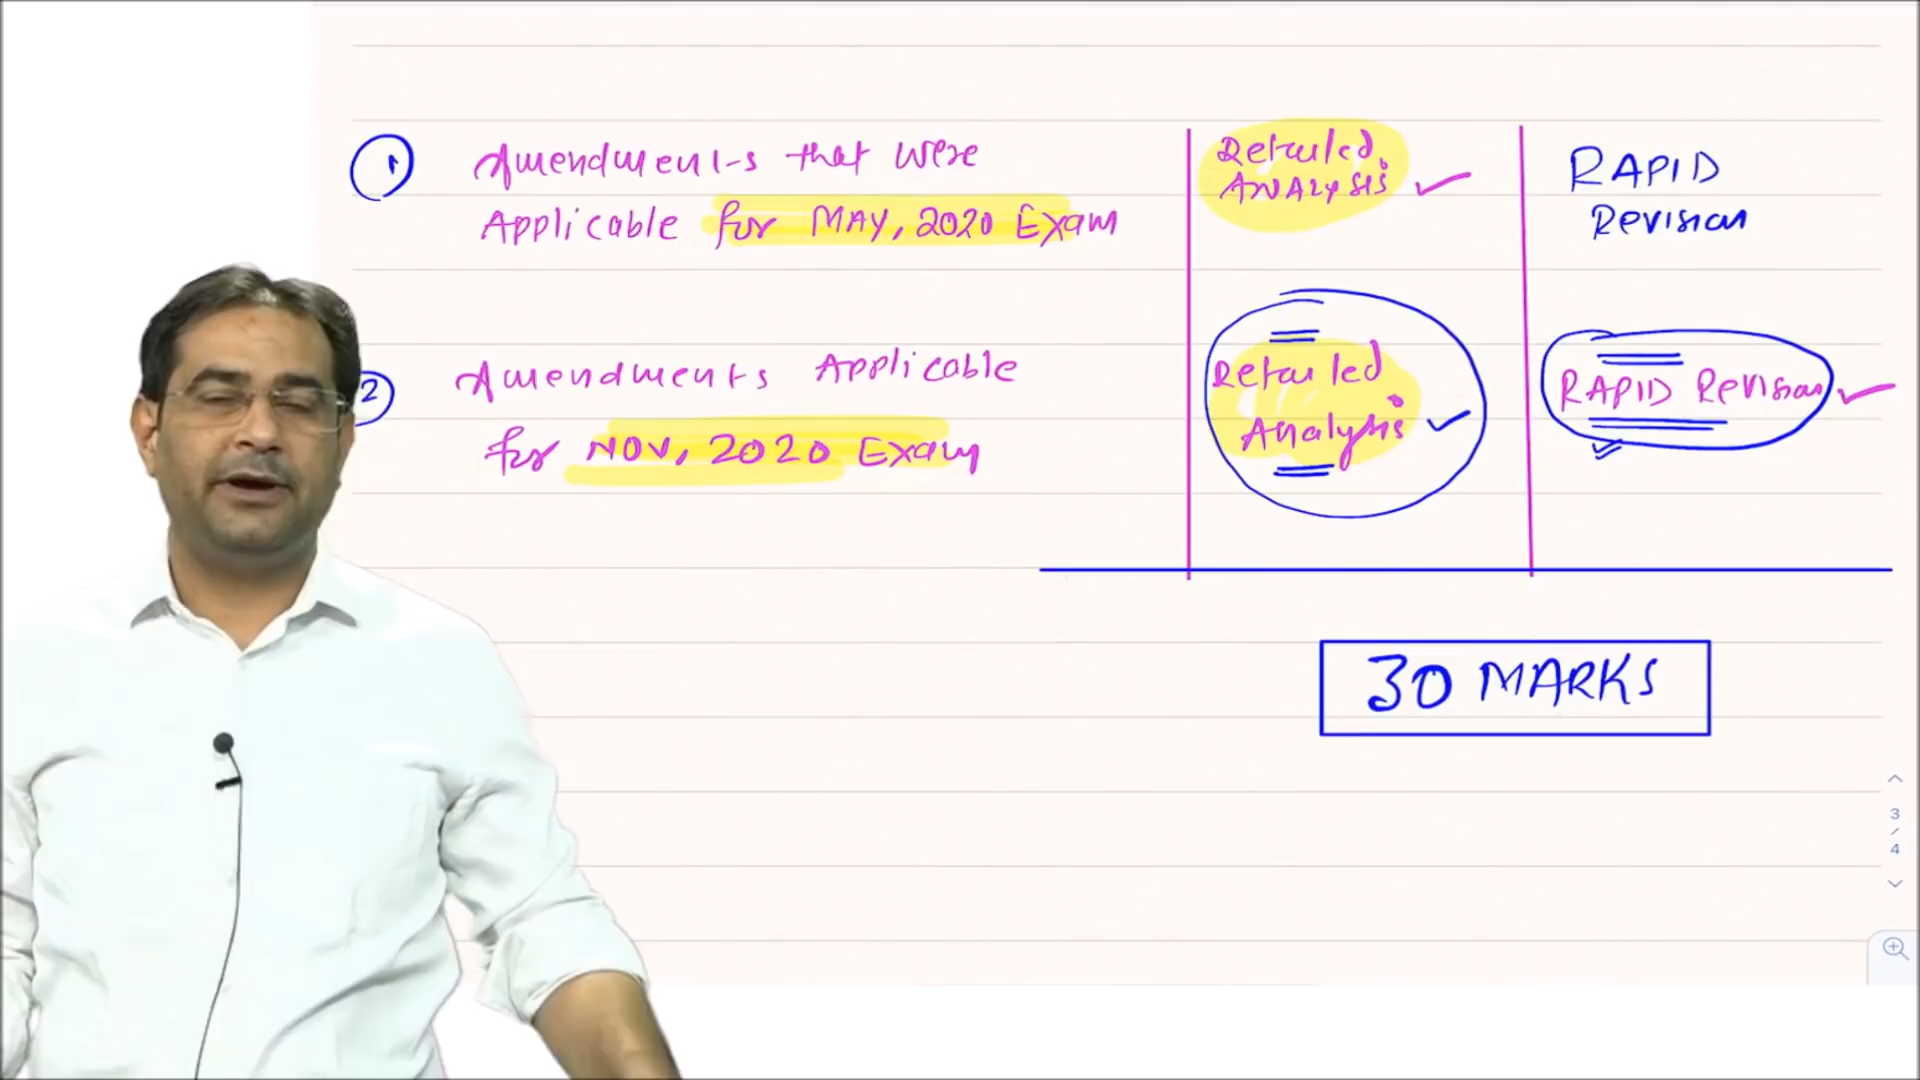 1
Amendments that were
Applicable for MAY, 2020 Exam
Detailed
ANALYSIS
RAPID
Revision
2
Amendments Applicable
for NOV, 2020 Exam
Detailed
Analysis
RAPID Revision
30 MARKS
3
/
4